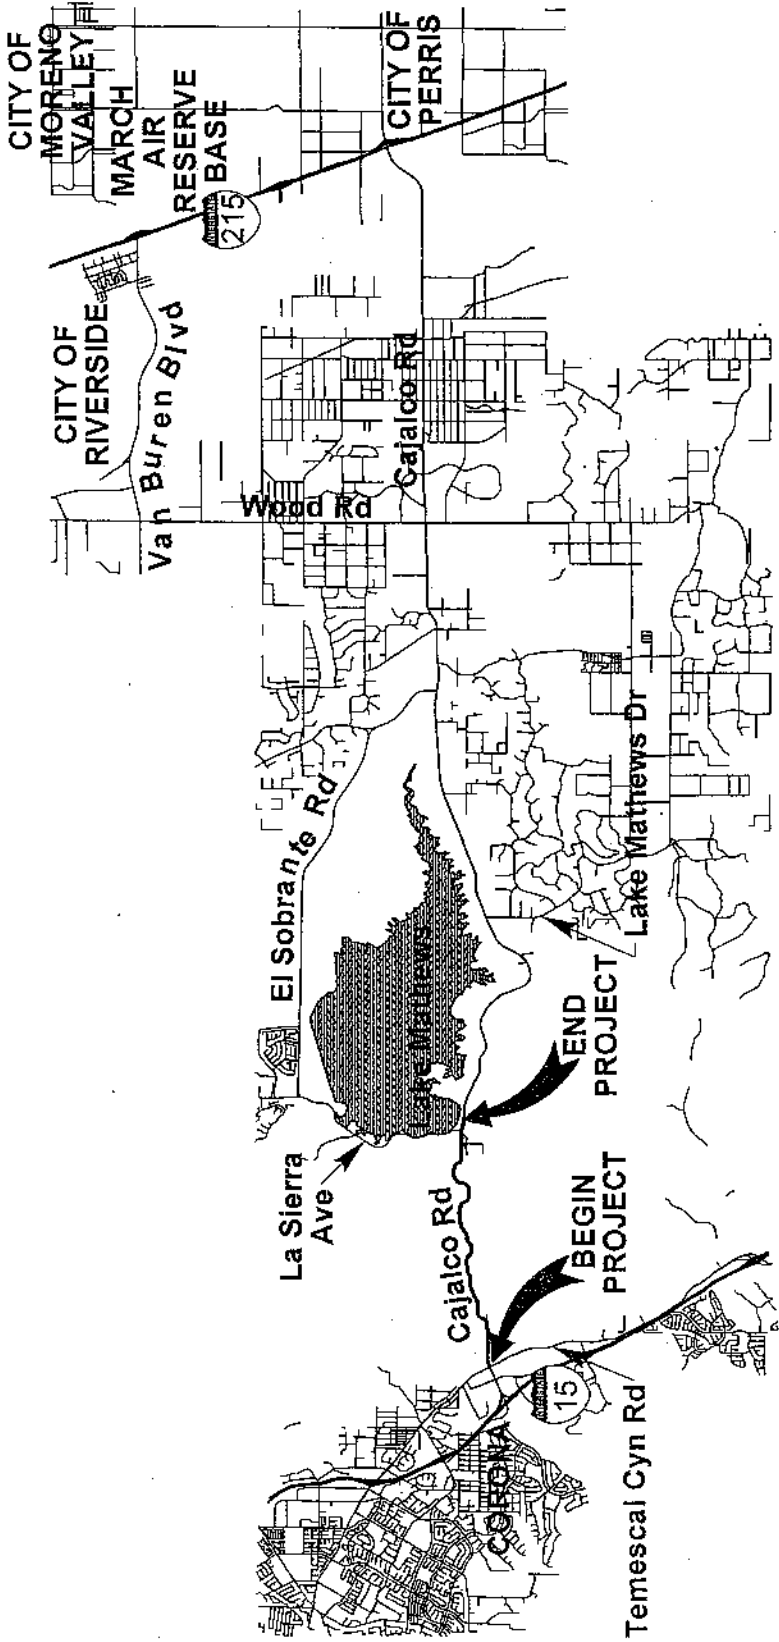 CITY OF
MORENO
VALLEY
MARCH
AIR
RESERVE
BASE
CITY OF
PERRIS
INTERSTATE
215
CITY OF
RIVERSIDE
Van Buren Blvd
Cajalco Rd
Wood Rd
El Sobrante Rd
Lake Mathews Dr
Lake Mathews
END
PROJECT
La Sierra
Ave
Cajalco Rd
BEGIN
PROJECT
INTERSTATE
15
CORONA
Temescal Cyn Rd